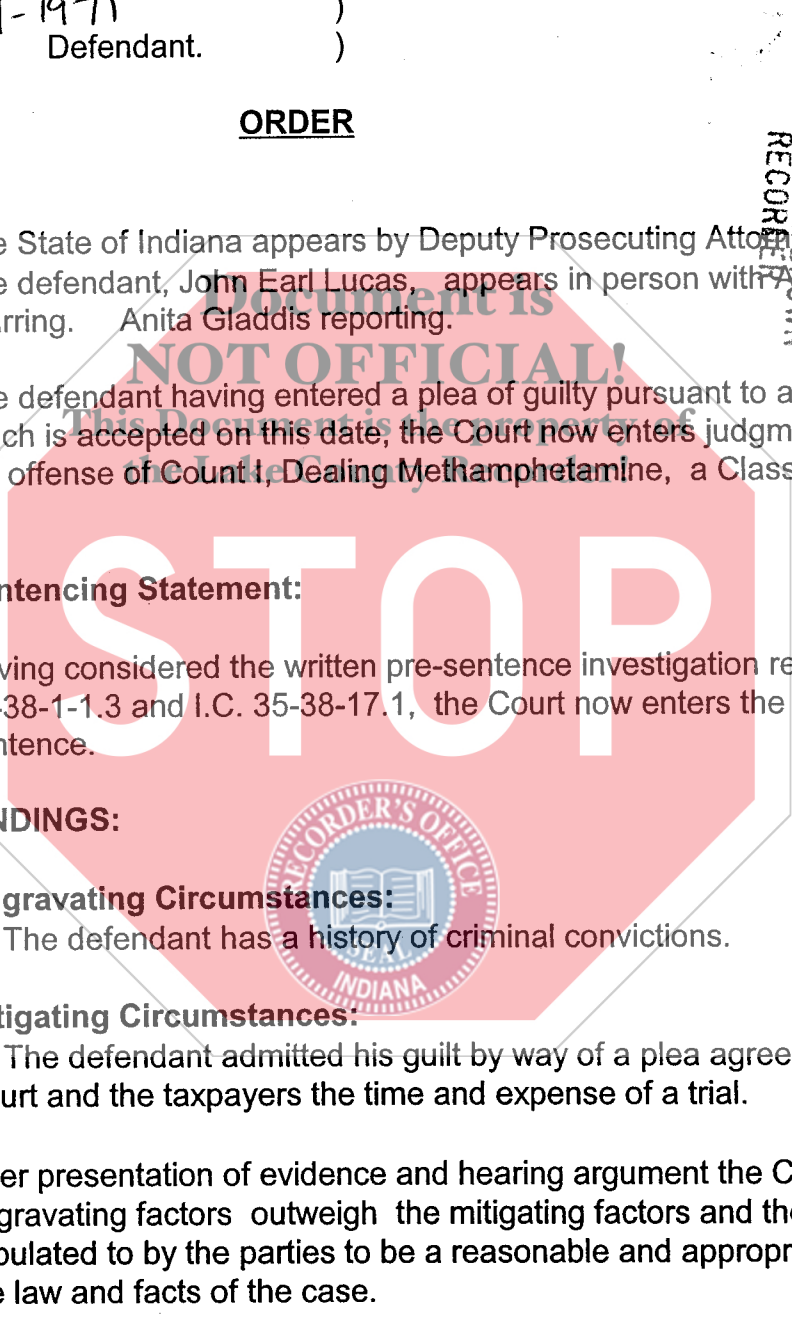 1-1971 )
Defendant. )
ORDER
RECORDER
e State of Indiana appears by Deputy Prosecuting Attorn
e defendant, John Earl Lucas, appears in person with A
rring. Anita Gladdis reporting.
Document is
NOT OFFICIAL!
This Document is the property of
the Lake County Recorder!
e defendant having entered a plea of guilty pursuant to a
ch is accepted on this date, the Court now enters judgm
offense of Count I, Dealing Methamphetamine, a Class
STOP
ntencing Statement:
ving considered the written pre-sentence investigation re
-38-1-1.3 and I.C. 35-38-17.1, the Court now enters the
ntence.
NDINGS:
gravating Circumstances:
The defendant has a history of criminal convictions.
RECORDER'S OFFICE
SEAL
INDIANA
tigating Circumstances:
The defendant admitted his guilt by way of a plea agree
urt and the taxpayers the time and expense of a trial.
er presentation of evidence and hearing argument the C
gravating factors outweigh the mitigating factors and the
pulated to by the parties to be a reasonable and appropr
e law and facts of the case.